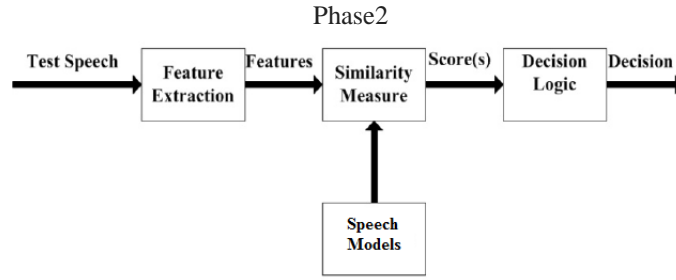 Phase2
Test Speech
Feature
Extraction
Features
Similarity
Measure
Score(s)
Decision
Logic
Decision
Speech
Models